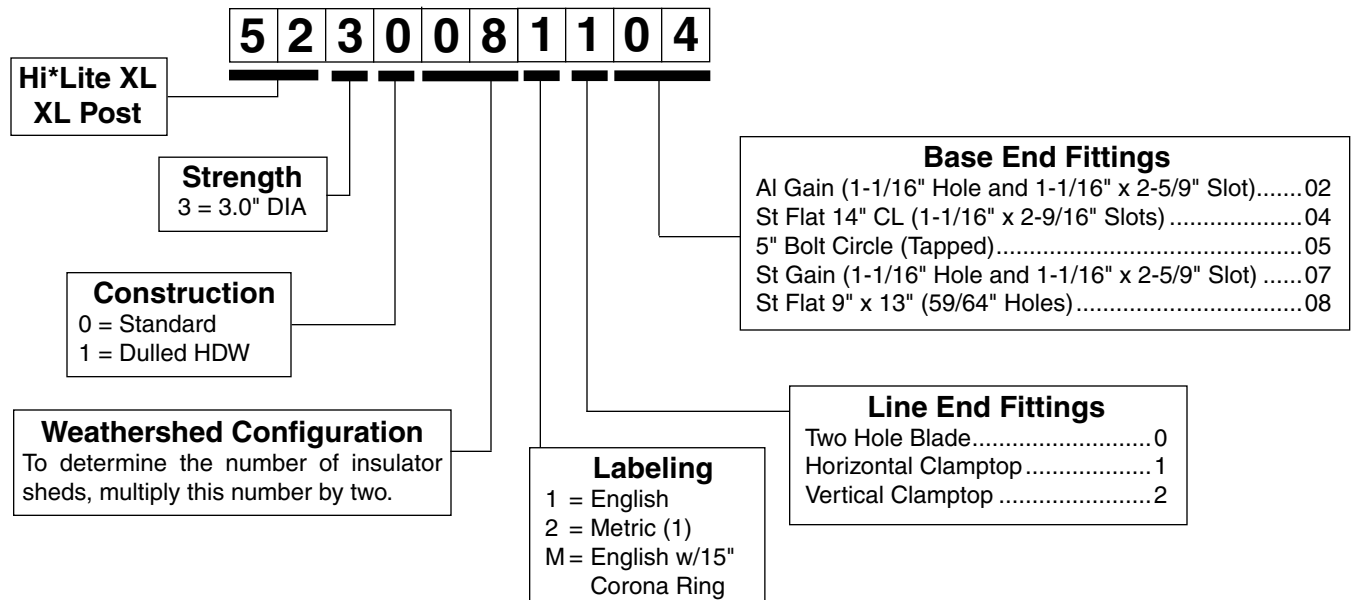 5 2 3 0 0 8 1 1 0 4
Hi*Lite XL
XL Post
Strength
3 = 3.0" DIA
Construction
0 = Standard
1 = Dulled HDW
Weathershed Configuration
To determine the number of insulator
sheds, multiply this number by two.
Labeling
1 = English
2 = Metric (1)
M = English w/15"
Corona Ring
Base End Fittings
Al Gain (1-1/16" Hole and 1-1/16" x 2-5/9" Slot).......02
St Flat 14" CL (1-1/16" x 2-9/16" Slots) ....................04
5" Bolt Circle (Tapped)..............................................05
St Gain (1-1/16" Hole and 1-1/16" x 2-5/9" Slot) ......07
St Flat 9" x 13" (59/64" Holes)..................................08
Line End Fittings
Two Hole Blade...........................0
Horizontal Clamptop ...................1
Vertical Clamptop .......................2